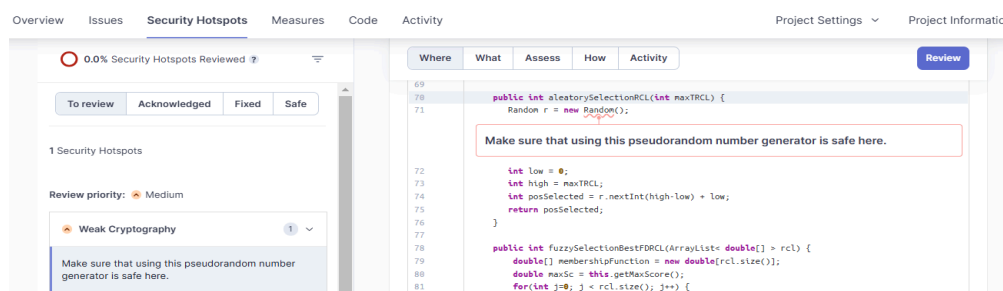 Overview Issues Security Hotspots Measures Code Activity Project Settings Project Informatic
0.0% Security Hotspots Reviewed ?
To review Acknowledged Fixed Safe
1 Security Hotspots
Review priority: Medium
Weak Cryptography 1
Make sure that using this pseudorandom number
generator is safe here.
Where What Assess How Activity Review
69
70 public int aleatorySelectionRCL(int maxTRCL) {
71 Random r = new Random();
Make sure that using this pseudorandom number generator is safe here.
72 int low = 0;
73 int high = maxTRCL;
74 int posSelected = r.nextInt(high-low) + low;
75 return posSelected;
76 }
77
78 public int fuzzySelectionBestFDRCL(ArrayList< double[] > rcl) {
79 double[] membershipFunction = new double[rcl.size()];
80 double maxSc = this.getMaxScore();
81 for(int j=0; j < rcl.size(); j++) {